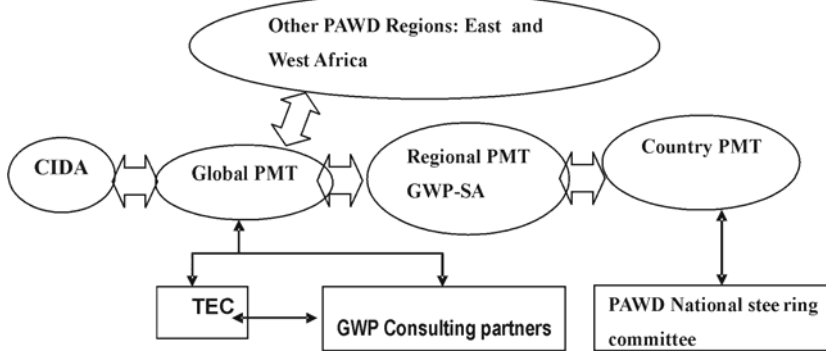 Other PAWD Regions: East and
West Africa
CIDA
Global PMT
Regional PMT
GWP-SA
Country PMT
TEC
GWP Consulting partners
PAWD National stee ring
committee